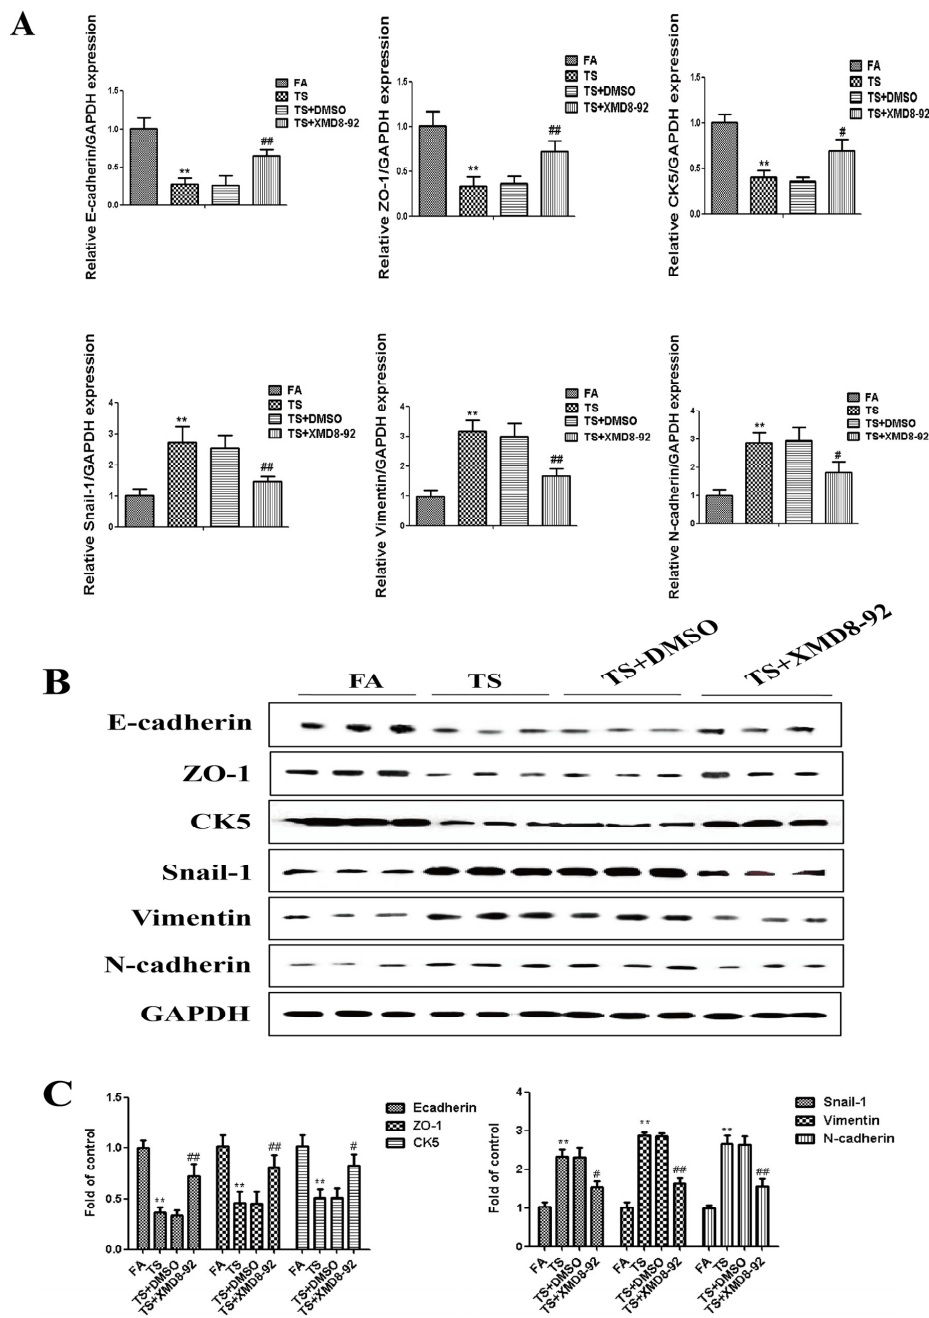 A
Relative E-cadherin/GAPDH expression
1.5
1.0
0.5
0.0
**
##
FA
TS
TS+DMSO
TS+XMD8-92
Relative ZO-1/GAPDH expression
1.5
1.0
0.5
0.0
**
##
FA
TS
TS+DMSO
TS+XMD8-92
Relative CK5/GAPDH expression
1.5
1.0
0.5
0.0
**
#
FA
TS
TS+DMSO
TS+XMD8-92
Relative Snail-1/GAPDH expression
4
3
2
1
0
**
##
FA
TS
TS+DMSO
TS+XMD8-92
Relative Vimentin/GAPDH expression
4
3
2
1
0
**
##
FA
TS
TS+DMSO
TS+XMD8-92
Relative N-cadherin/GAPDH expression
4
3
2
1
0
**
#
FA
TS
TS+DMSO
TS+XMD8-92
B
FA
TS
TS+DMSO
TS+XMD8-92
E-cadherin
ZO-1
CK5
Snail-1
Vimentin
N-cadherin
GAPDH
C
Fold of control
1.5
1.0
0.5
0.0
**
##
**
##
**
#
Ecadherin
ZO-1
CK5
FA
TS
TS+DMSO
TS+XMD8-92
FA
TS
TS+DMSO
TS+XMD8-92
FA
TS
TS+DMSO
TS+XMD8-92
Fold of control
4
3
2
1
0
**
#
**
##
**
##
Snail-1
Vimentin
N-cadherin
FA
TS
TS+DMSO
TS+XMD8-92
FA
TS
TS+DMSO
TS+XMD8-92
FA
TS
TS+DMSO
TS+XMD8-92